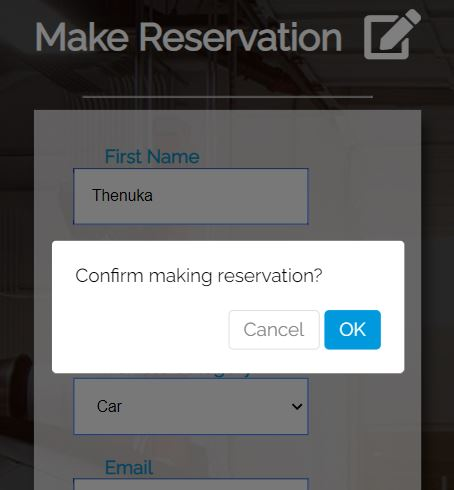 Make Reservation
First Name
Thenuka
Confirm making reservation?
Cancel
OK
Car
Email